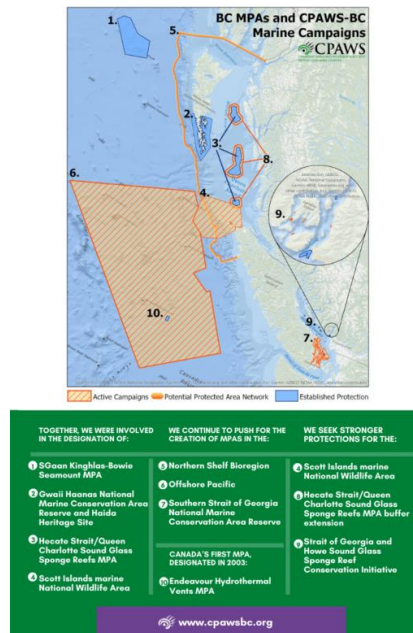 BC MPAs and CPAWS-BC
Marine Campaigns
CPAWS
1.
5.
2.
3.
8.
6.
4.
9.
10.
9.
7.
Active Campaigns
Potential Protected Area Network
Established Protection
TOGETHER, WE WERE INVOLVED
IN THE DESIGNATION OF:
1 SGaan Kinghlas-Bowie
Seamount MPA
2 Gwaii Haanas National
Marine Conservation Area
Reserve and Haida
Heritage Site
3 Hecate Strait/Queen
Charlotte Sound Glass
Sponge Reefs MPA
4 Scott Islands marine
National Wildlife Area
WE CONTINUE TO PUSH FOR THE
CREATION OF MPAS IN THE:
5 Northern Shelf Bioregion
6 Offshore Pacific
7 Southern Strait of Georgia
National Marine
Conservation Area Reserve
CANADA'S FIRST MPA,
DESIGNATED IN 2003:
10 Endeavour Hydrothermal
Vents MPA
WE SEEK STRONGER
PROTECTIONS FOR THE:
4 Scott Islands marine
National Wildlife Area
8 Hecate Strait/Queen
Charlotte Sound Glass
Sponge Reefs MPA buffer
extension
9 Strait of Georgia and
Howe Sound Glass
Sponge Reef
Conservation Initiative
www.cpawsbc.org